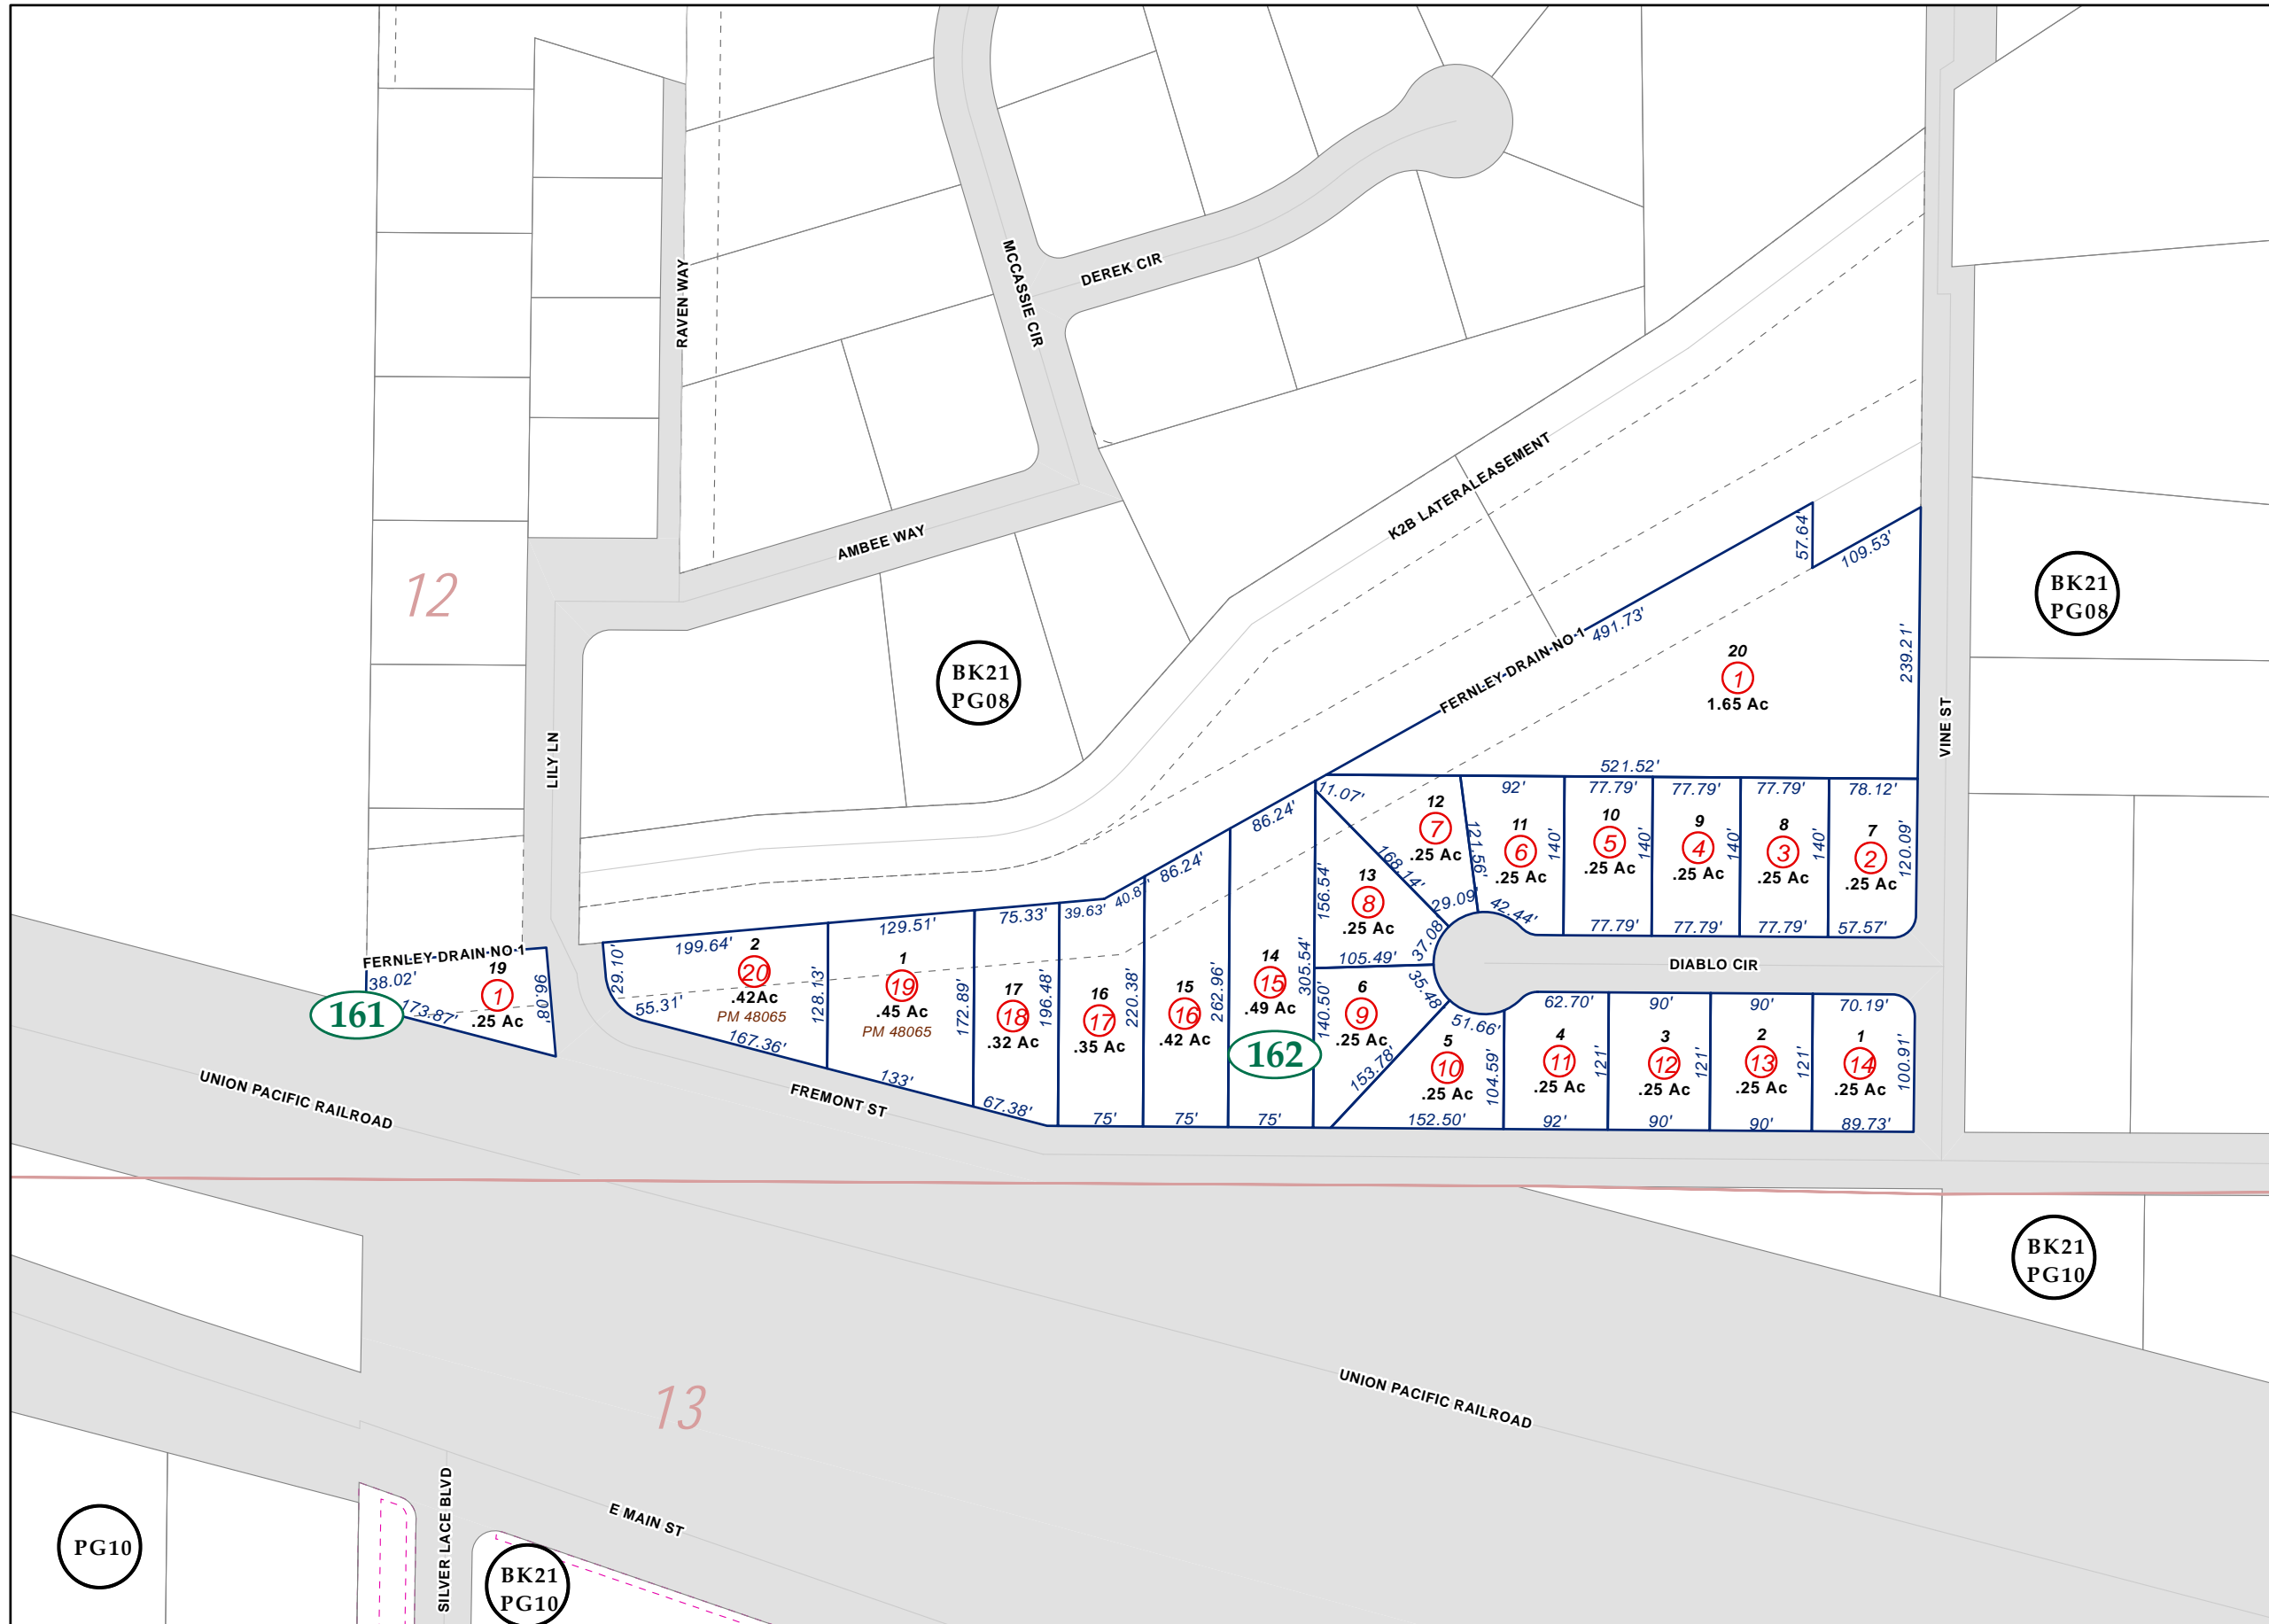 RAVEN WAY
MCCASSIE CIR
DEREK CIR
AMBEE WAY
K2B LATERALEASEMENT
12
BK21
PG08
BK21
PG08
LILY LN
VINE ST
FERNLEY-DRAIN-NO-1
491.73'
57.64'
109.53'
239.21'
20
1
1.65 Ac
521.52'
11.07'
92'
77.79'
77.79'
77.79'
78.12'
12
7
.25 Ac
121.56'
11
6
.25 Ac
140'
10
5
.25 Ac
140'
9
4
.25 Ac
140'
8
3
.25 Ac
140'
7
2
.25 Ac
120.09'
168.14'
29.09'
42.44'
77.79'
77.79'
77.79'
57.57'
86.24'
86.24'
40.87'
39.63'
75.33'
129.51'
199.64'
156.54'
13
8
.25 Ac
37.08'
105.49'
35.48'
DIABLO CIR
FERNLEY-DRAIN-NO-1
38.02'
19
1
.25 Ac
96.08'
173.87'
161
29.10'
55.31'
2
20
.42Ac
PM 48065
128.13'
167.36'
1
19
.45 Ac
PM 48065
172.89'
133'
17
18
.32 Ac
196.48'
67.38'
16
17
.35 Ac
220.38'
75'
15
16
.42 Ac
262.96'
75'
14
15
.49 Ac
305.54'
75'
162
140.50'
6
9
.25 Ac
153.78'
51.66'
5
10
.25 Ac
104.59'
152.50'
62.70'
4
11
.25 Ac
121'
92'
90'
3
12
.25 Ac
121'
90'
90'
2
13
.25 Ac
121'
90'
70.19'
1
14
.25 Ac
100.91'
89.73'
FREMONT ST
UNION PACIFIC RAILROAD
BK21
PG10
UNION PACIFIC RAILROAD
13
E MAIN ST
SILVER LACE BLVD
PG10
BK21
PG10